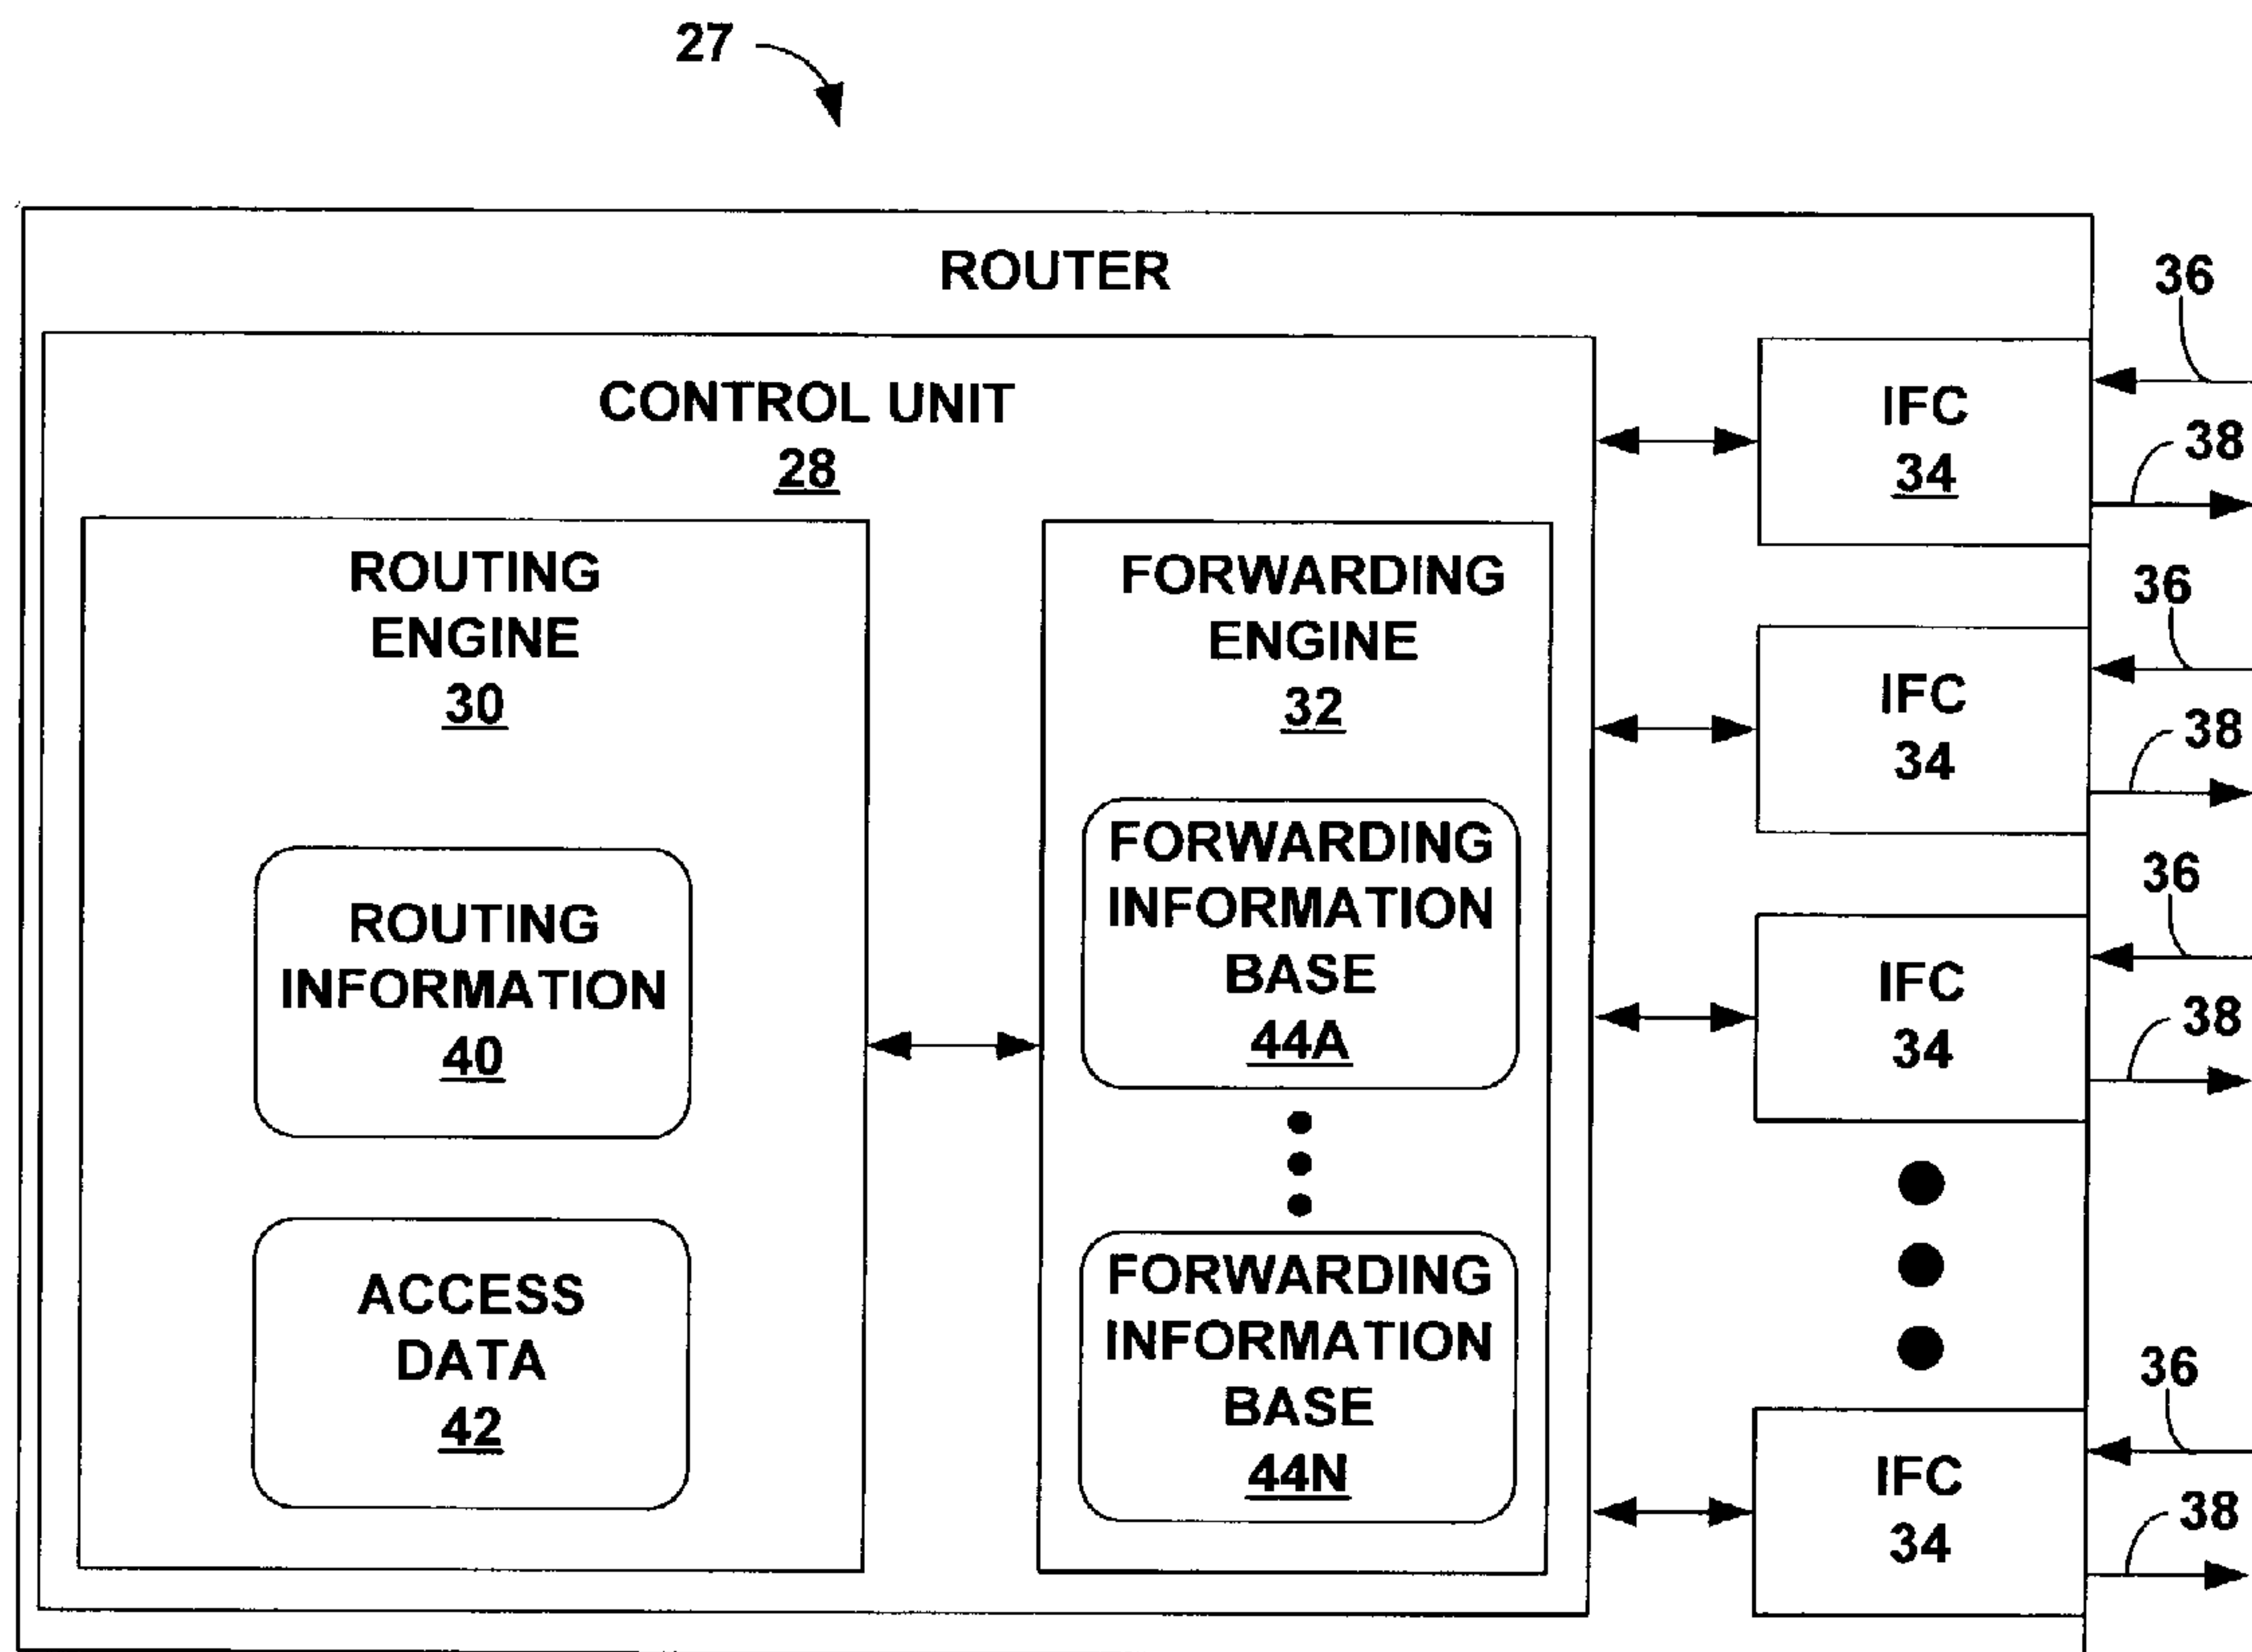 27
ROUTER
CONTROL UNIT
28
ROUTING
ENGINE
30
ROUTING
INFORMATION
40
ACCESS
DATA
42
FORWARDING
ENGINE
32
FORWARDING
INFORMATION
BASE
44A
FORWARDING
INFORMATION
BASE
44N
IFC
34
36
38
IFC
34
36
38
IFC
34
36
38
IFC
34
36
38